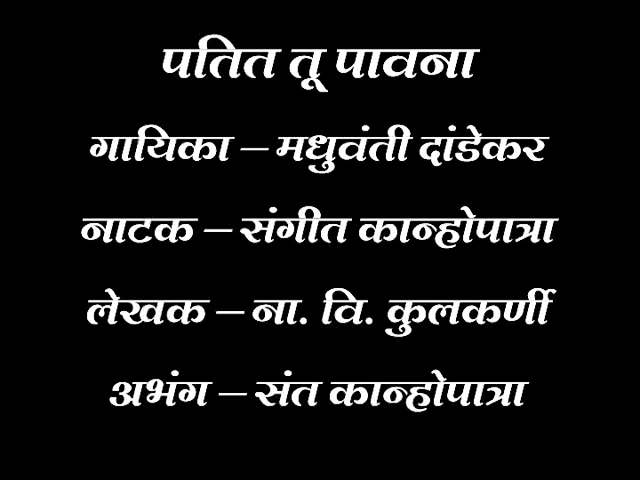 पतित तू पावना
गायिका – मधुवंती दांडेकर
नाटक – संगीत कान्होपात्रा
लेखक – ना. वि. कुलकर्णी
अभंग – संत कान्होपात्रा